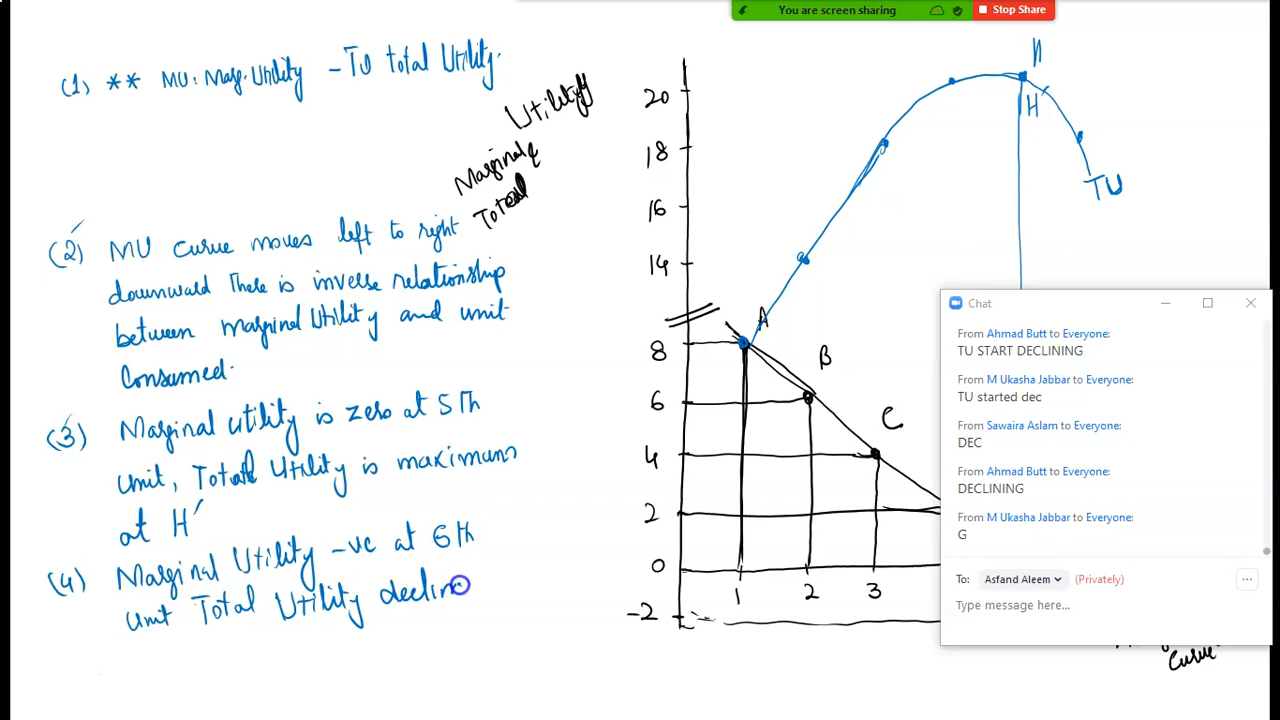 You are screen sharing
Stop Share
(1) ** MU: Marg. Utility - TU total Utility.
Utility
Marginal &
Total
(2) MU curve moves left to right
downward There is inverse relationship
between marginal Utility and unit
Consumed.
(3) Marginal utility is zero at 5th
Unit, Total Utility is maximum
at H'
(4) Marginal Utility -ve at 6th
unit Total Utility declin
20
18
16
14
8
6
4
2
0
-2
1 2 3
A
B
C
H
H'
TU
Curve
Chat
From Ahmad Butt to Everyone:
TU START DECLINING
From M Ukasha Jabbar to Everyone:
TU started dec
From Sawaira Aslam to Everyone:
DEC
From Ahmad Butt to Everyone:
DECLINING
From M Ukasha Jabbar to Everyone:
G
To: Asfand Aleem (Privately)
Type message here...